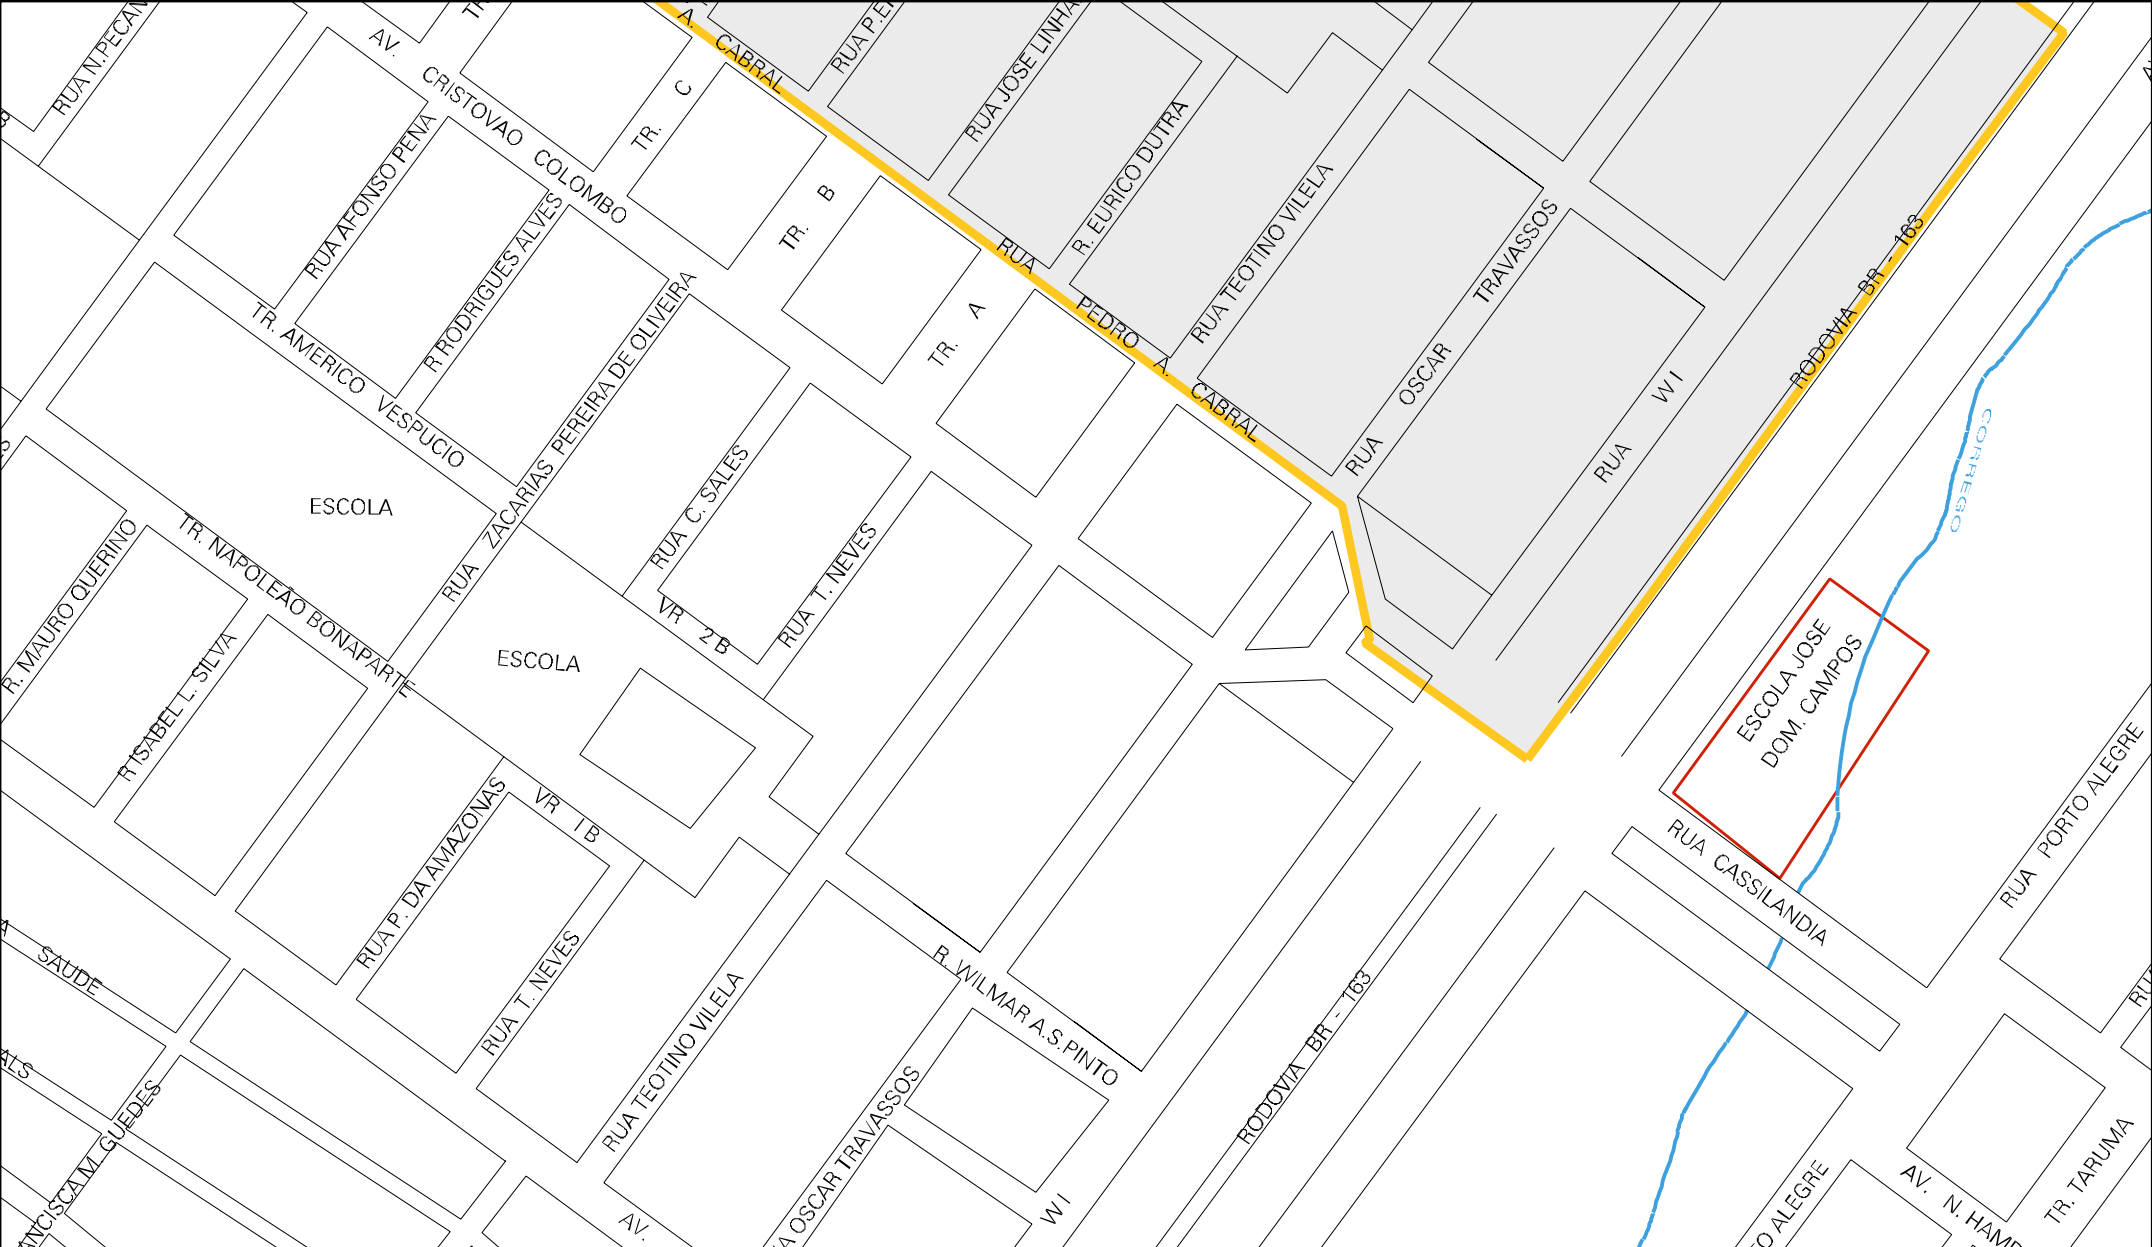 RUA N.PECAN
AV. CRISTOVAO COLOMBO
A. CABRAL
RUA P.E
RUA JOSE LINHA
TR. C
TR. B
TR. A
RUA AFONSO PENA
R RODRIGUES ALVES
R. EURICO DUTRA
RUA TEOTINO VILELA
RUA OSCAR TRAVASSOS
RUA W I
RODOVIA BR - 163
RUA PEDRO A. CABRAL
TR. AMERICO VESPUCIO
RUA ZACARIAS PEREIRA DE OLIVEIRA
RUA C. SALES
RUA T. NEVES
CORREGO
ESCOLA
TR. NAPOLEÃO BONAPARTE
R. MAURO QUERINO
R ISABEL L. SILVA
ESCOLA
VR 2 B
ESCOLA JOSE
DOM. CAMPOS
RUA PORTO ALEGRE
RUA CASSILANDIA
VR I B
RUA P. DA AMAZONAS
RUA T. NEVES
SAUDE
ALS
RUA TEOTINO VILELA
R. WILMAR A.S.PINTO
RODOVIA BR - 163
ANCISCA M. GUEDES
A OSCAR TRAVASSOS
W I
AV.
AV. N. HAM
TR. TARUMA
O ALEGRE
RU